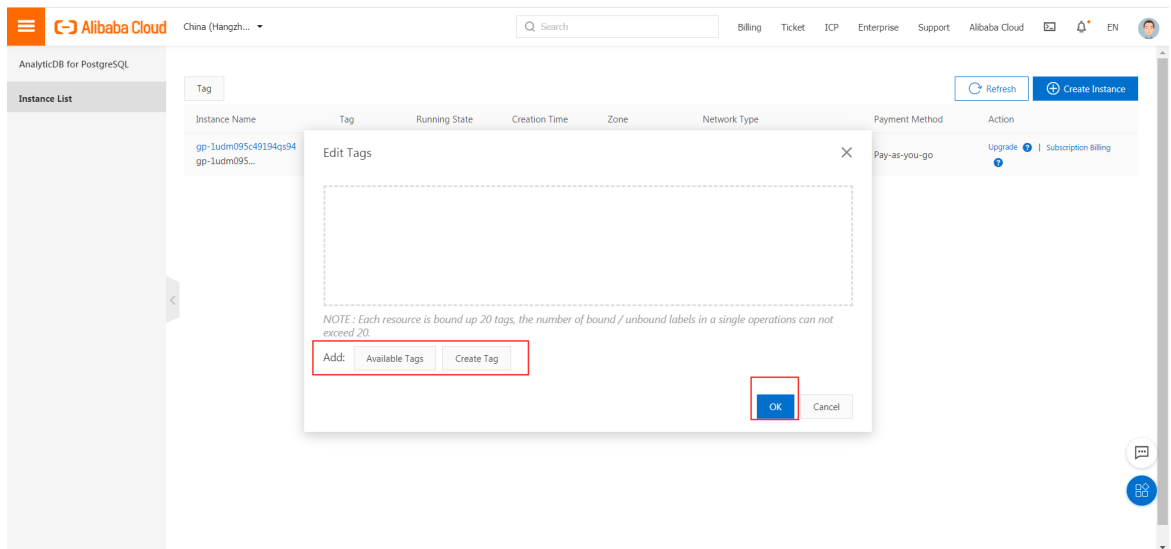 Alibaba Cloud China (Hangzh... Search Billing Ticket ICP Enterprise Support Alibaba Cloud EN
AnalyticDB for PostgreSQL
Instance List
Tag Refresh Create Instance
Instance Name Tag Running State Creation Time Zone Network Type Payment Method Action
gp-1udm095c49194qs94
gp-1udm095...
Pay-as-you-go
Upgrade ? | Subscription Billing
?
Edit Tags
NOTE : Each resource is bound up 20 tags, the number of bound / unbound labels in a single operations can not
exceed 20.
Add: Available Tags Create Tag
OK Cancel